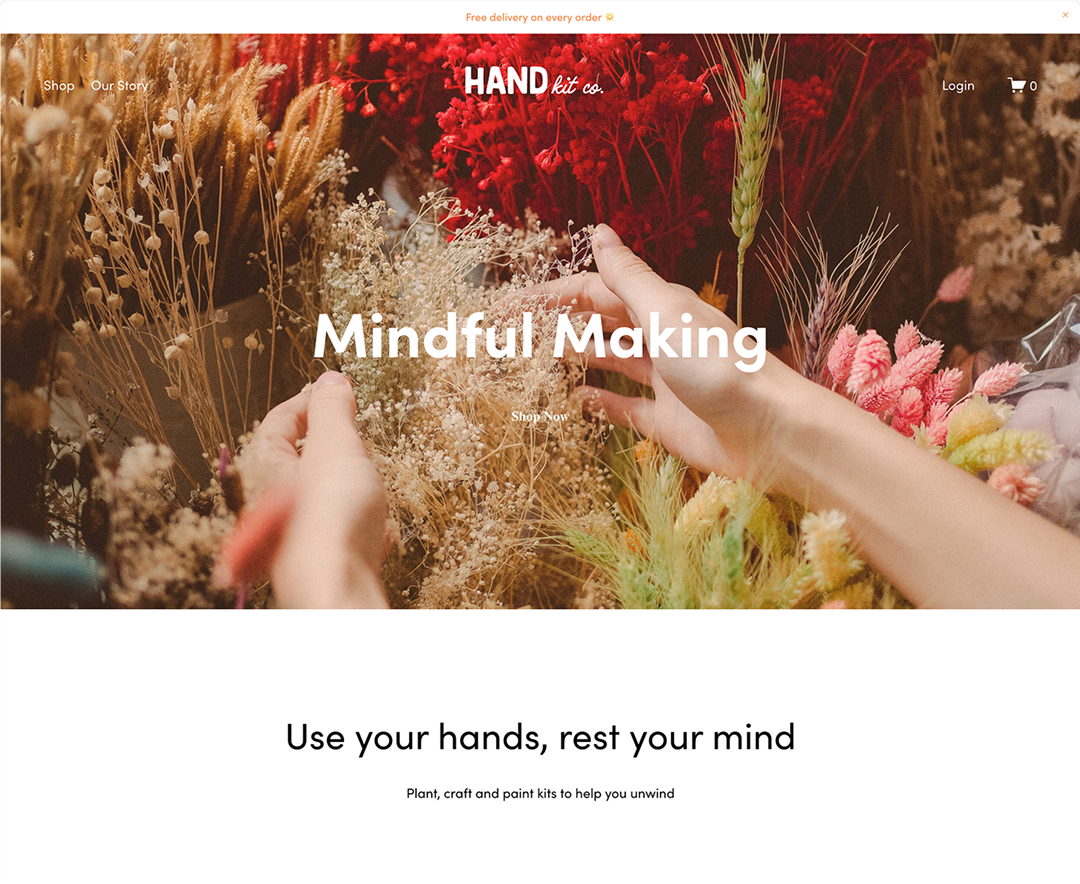 Free delivery on every order ☀️
×
Shop Our Story
HAND kit co.
Login 0
Mindful Making
Shop Now
Use your hands, rest your mind
Plant, craft and paint kits to help you unwind